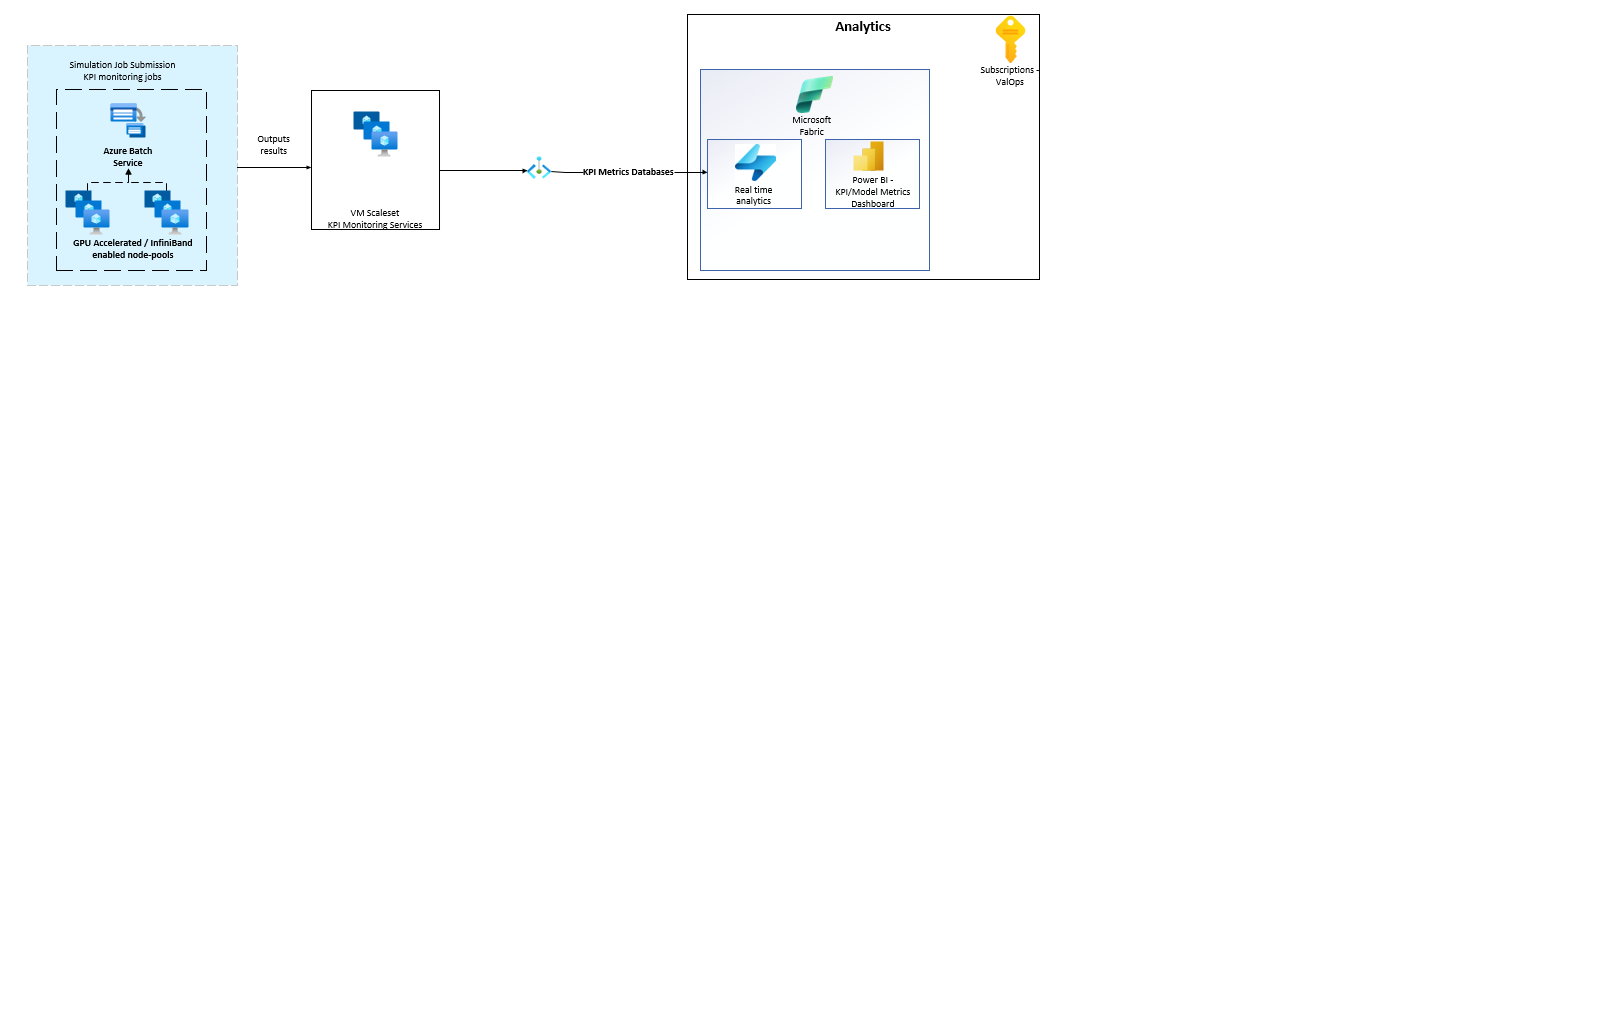 Simulation Job Submission
KPI monitoring jobs
Azure Batch
Service
GPU Accelerated / InfiniBand
enabled node-pools
Outputs
results
VM Scaleset
KPI Monitoring Services
KPI Metrics Databases
Analytics
Subscriptions -
ValOps
Microsoft
Fabric
Real time
analytics
Power BI -
KPI/Model Metrics
Dashboard